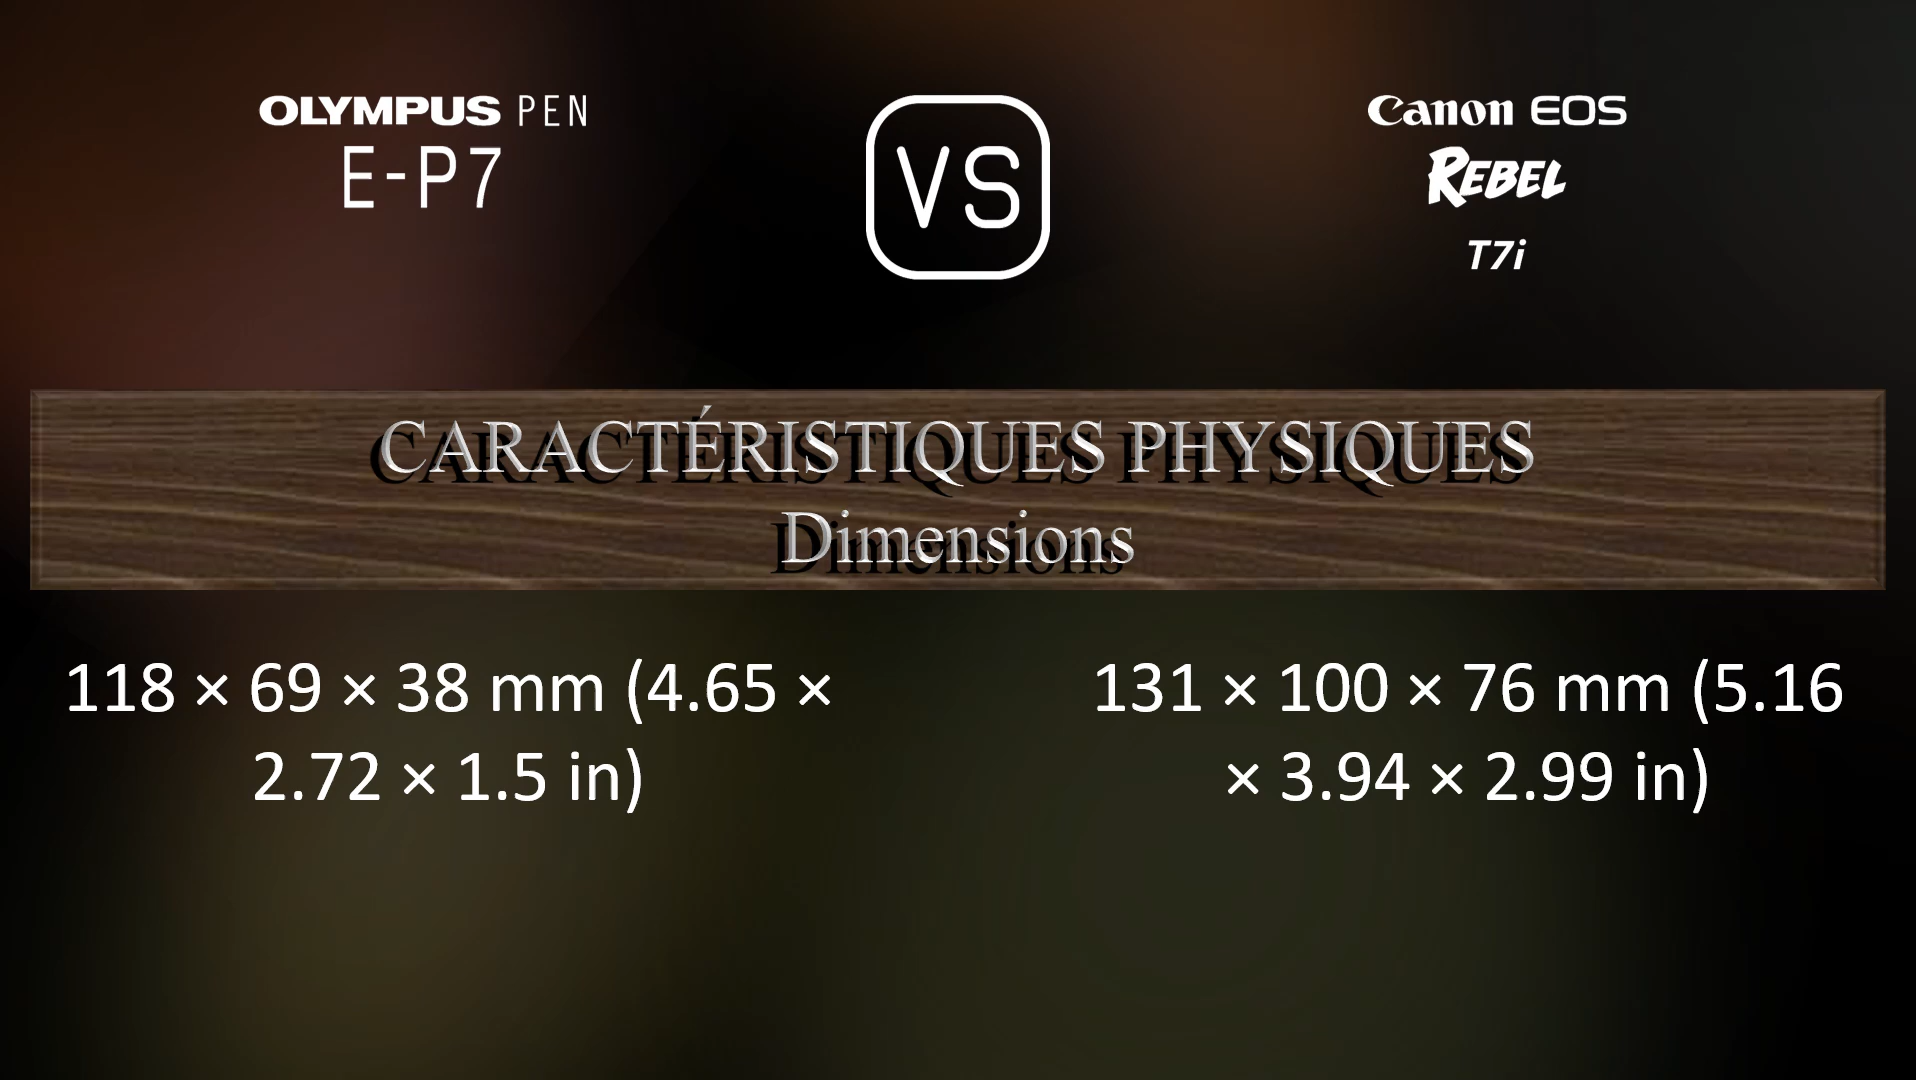 OLYMPUS PEN
E-P7
VS
Canon EOS
REBEL
T7i
CARACTÉRISTIQUES PHYSIQUES
Dimensions
118 × 69 × 38 mm (4.65 ×
2.72 × 1.5 in)
131 × 100 × 76 mm (5.16
× 3.94 × 2.99 in)